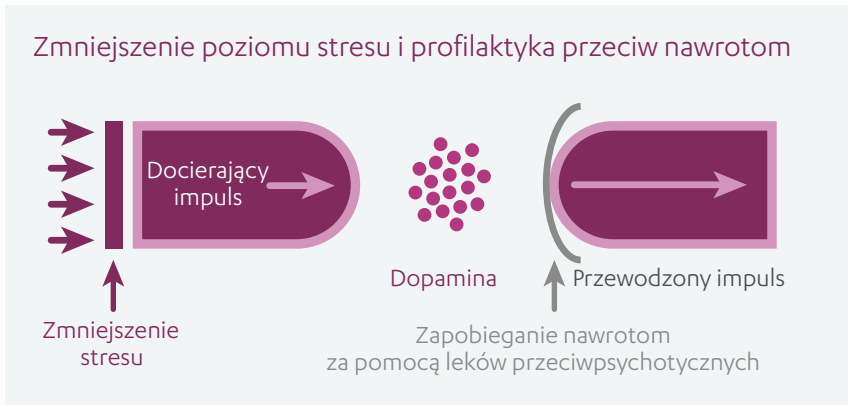 Zmniejszenie poziomu stresu i profilaktyka przeciw nawrotom
Docierający
impuls
Dopamina
Przewodzony impuls
Zmniejszenie
stresu
Zapobieganie nawrotom
za pomocą leków przeciwpsychotycznych